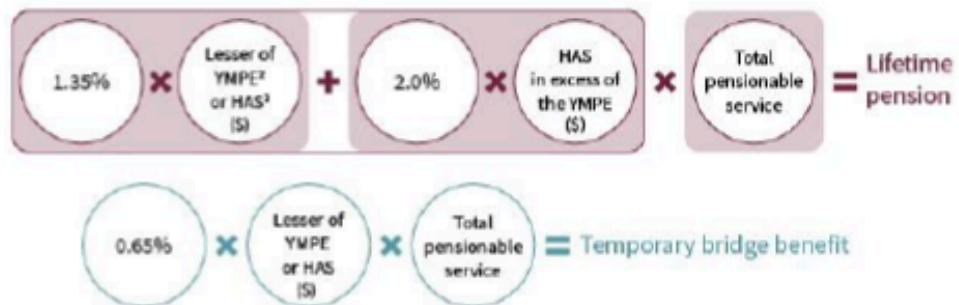 1.35% × Lesser of YMPE² or HAS³ ($) + 2.0% × HAS in excess of the YMPE ($) × Total pensionable service = Lifetime pension
0.65% × Lesser of YMPE or HAS ($) × Total pensionable service = Temporary bridge benefit